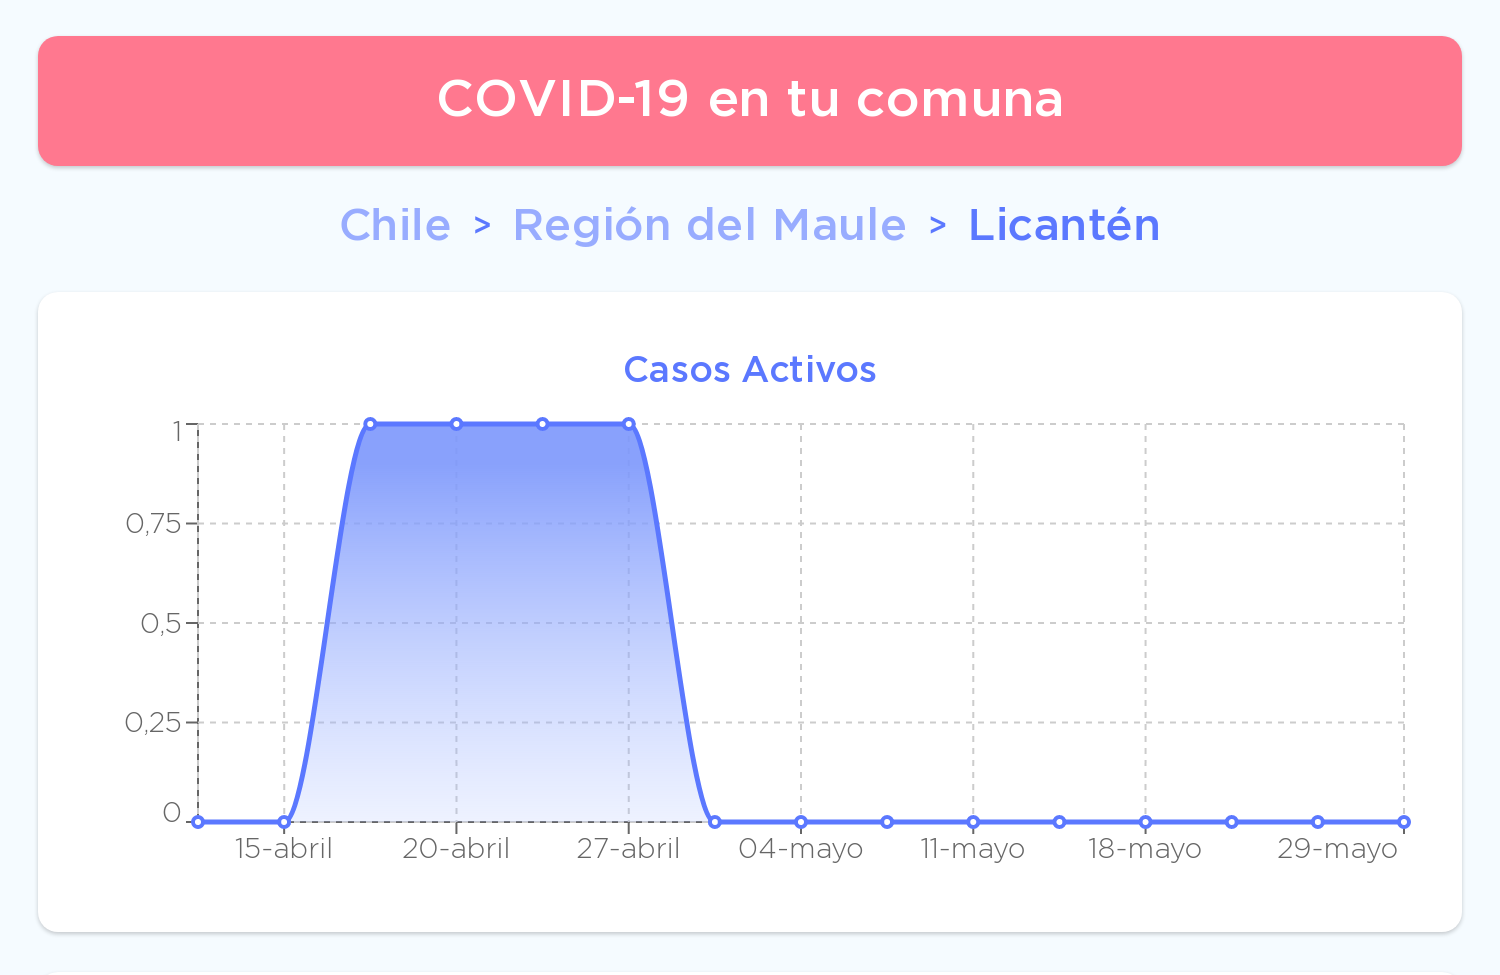 COVID-19 en tu comuna
Chile > Región del Maule > Licantén
Casos Activos
1
0,75
0,5
0,25
0
15-abril 20-abril 27-abril 04-mayo 11-mayo 18-mayo 29-mayo